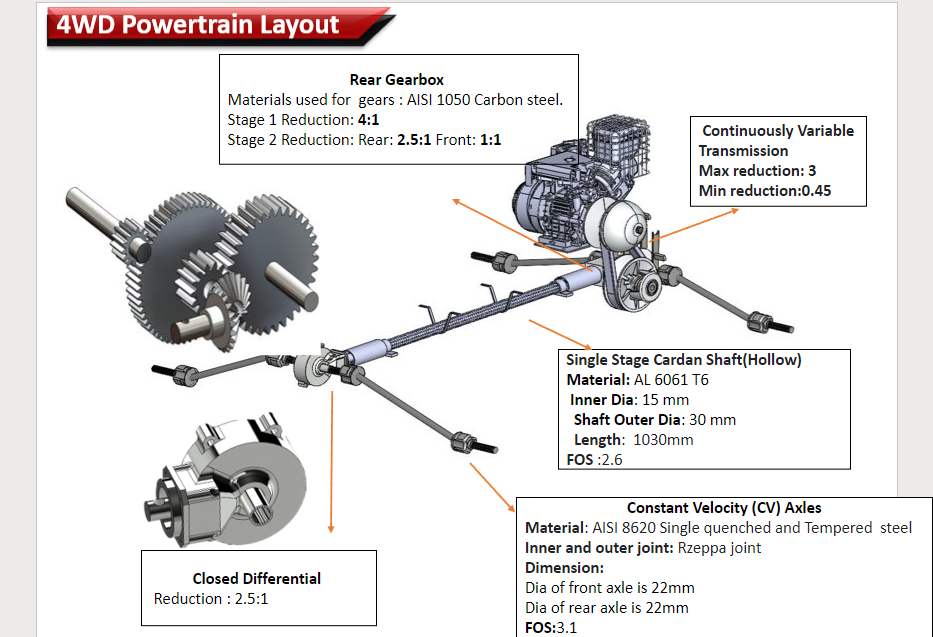 4WD Powertrain Layout
Rear Gearbox
Materials used for gears : AISI 1050 Carbon steel.
Stage 1 Reduction: 4:1
Stage 2 Reduction: Rear: 2.5:1 Front: 1:1
Continuously Variable
Transmission
Max reduction: 3
Min reduction:0.45
Single Stage Cardan Shaft(Hollow)
Material: AL 6061 T6
Inner Dia: 15 mm
Shaft Outer Dia: 30 mm
Length: 1030mm
FOS :2.6
Constant Velocity (CV) Axles
Material: AISI 8620 Single quenched and Tempered steel
Inner and outer joint: Rzeppa joint
Dimension:
Dia of front axle is 22mm
Dia of rear axle is 22mm
FOS:3.1
Closed Differential
Reduction : 2.5:1